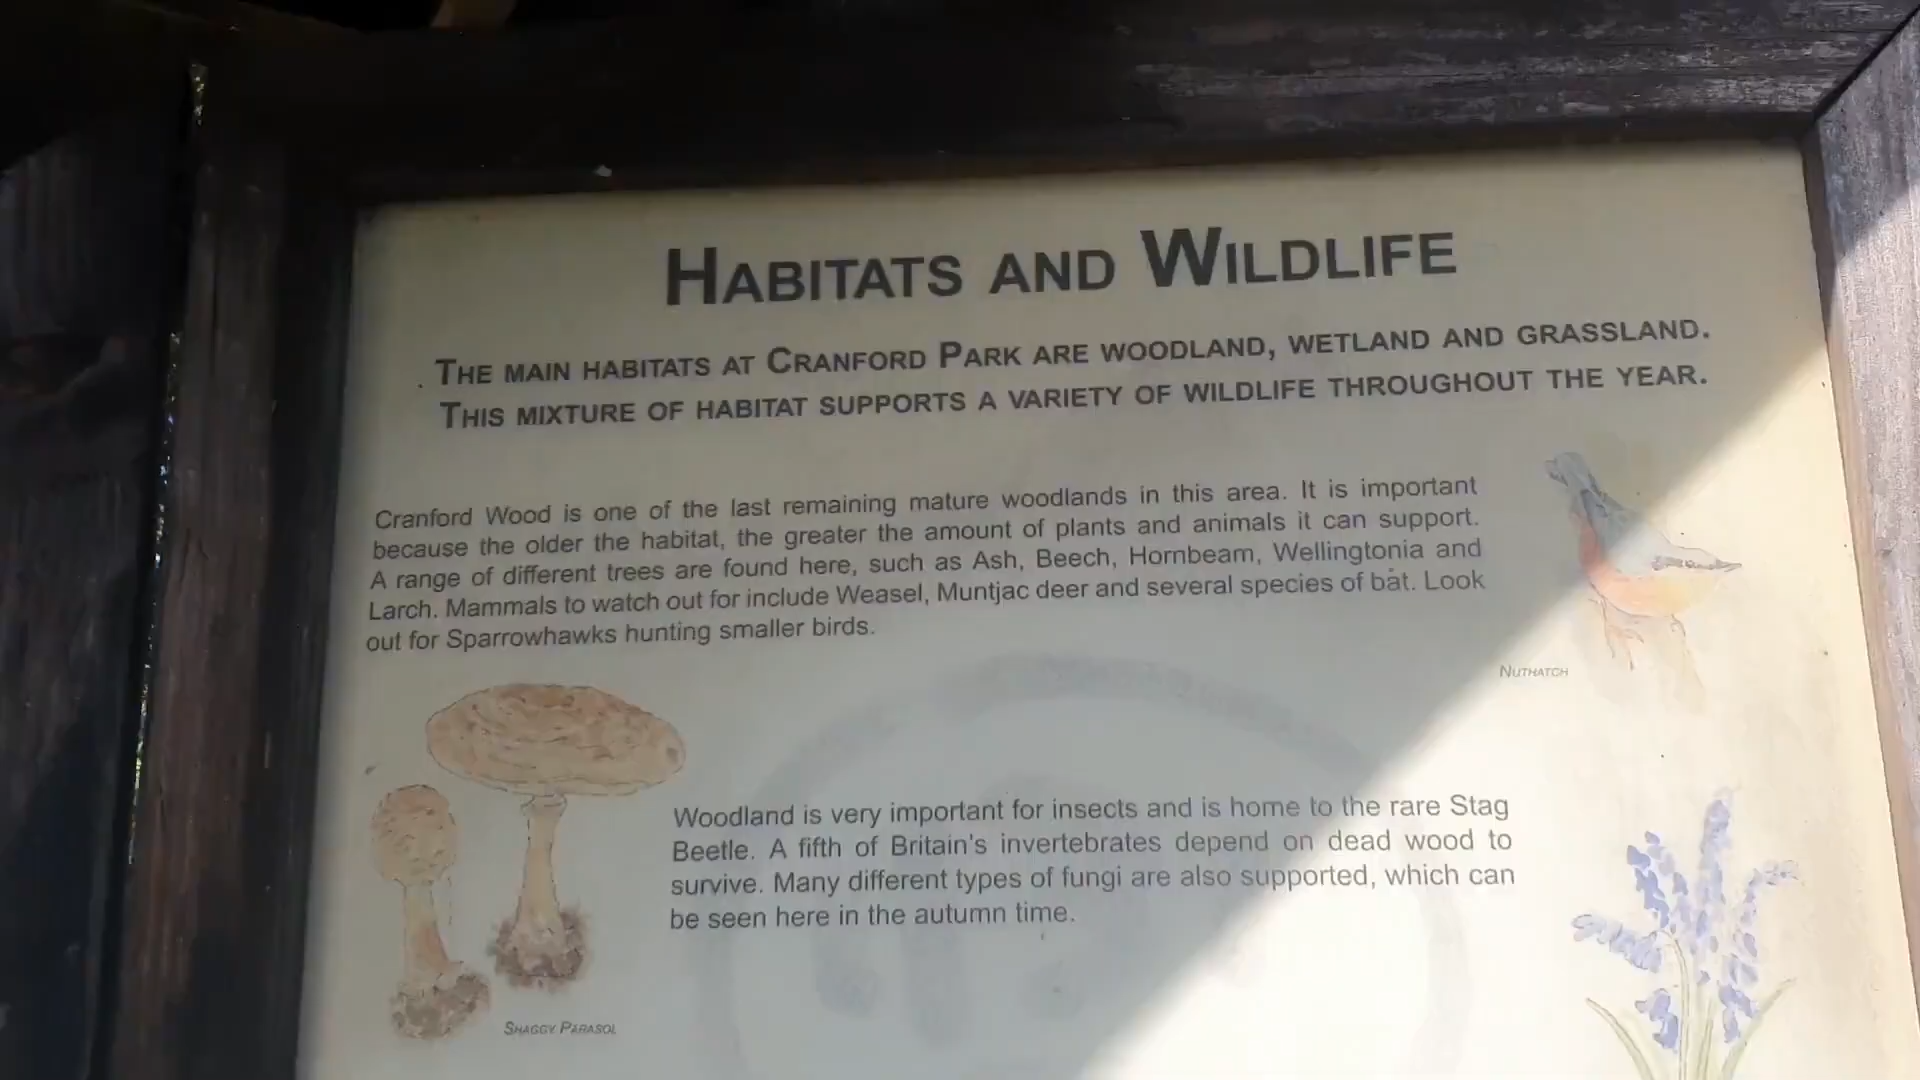 Habitats and Wildlife
The main habitats at Cranford Park are woodland, wetland and grassland.
This mixture of habitat supports a variety of wildlife throughout the year.
Cranford Wood is one of the last remaining mature woodlands in this area. It is important
because the older the habitat, the greater the amount of plants and animals it can support.
A range of different trees are found here, such as Ash, Beech, Hornbeam, Wellingtonia and
Larch. Mammals to watch out for include Weasel, Muntjac deer and several species of bat. Look
out for Sparrowhawks hunting smaller birds.
Nuthatch
Woodland is very important for insects and is home to the rare Stag
Beetle. A fifth of Britain's invertebrates depend on dead wood to
survive. Many different types of fungi are also supported, which can
be seen here in the autumn time.
Shaggy Parasol